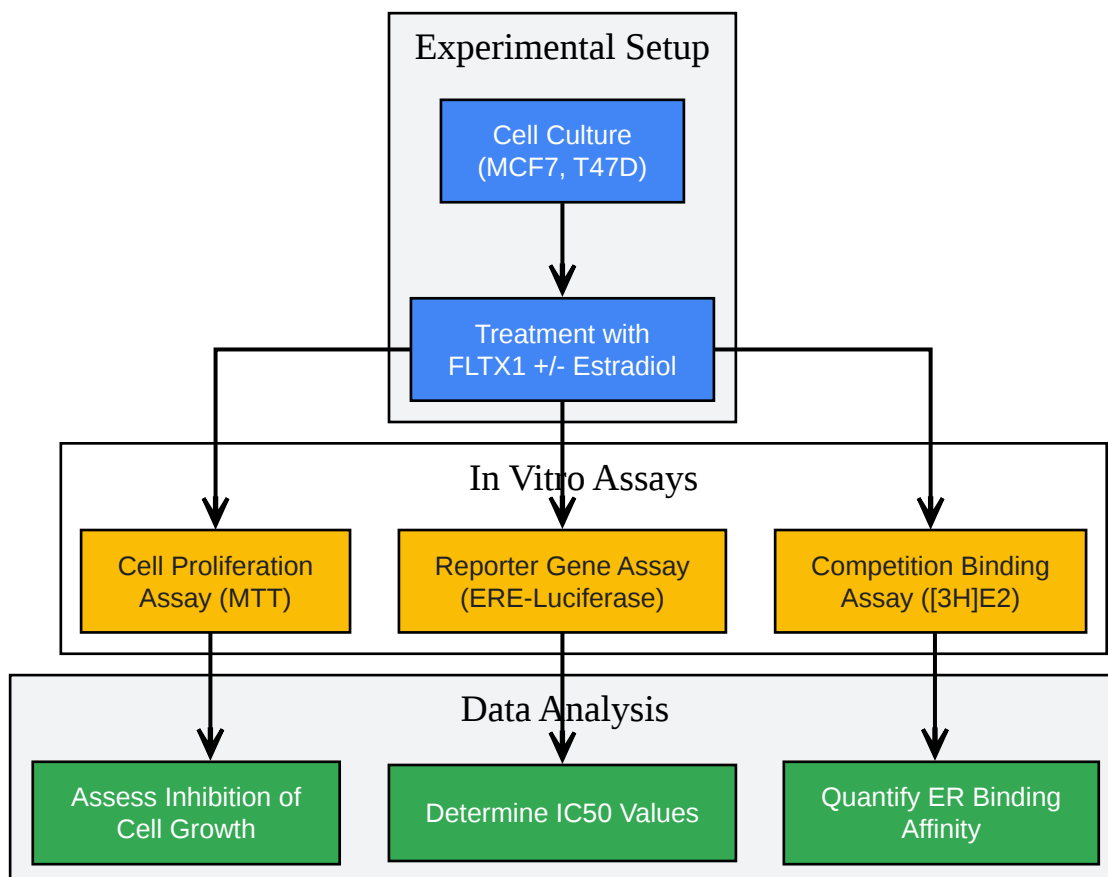 Experimental Setup
Cell Culture
(MCF7, T47D)
Treatment with
FLTX1 +/- Estradiol
In Vitro Assays
Cell Proliferation
Assay (MTT)
Reporter Gene Assay
(ERE-Luciferase)
Competition Binding
Assay ([3H]E2)
Data Analysis
Assess Inhibition of
Cell Growth
Determine IC50 Values
Quantify ER Binding
Affinity